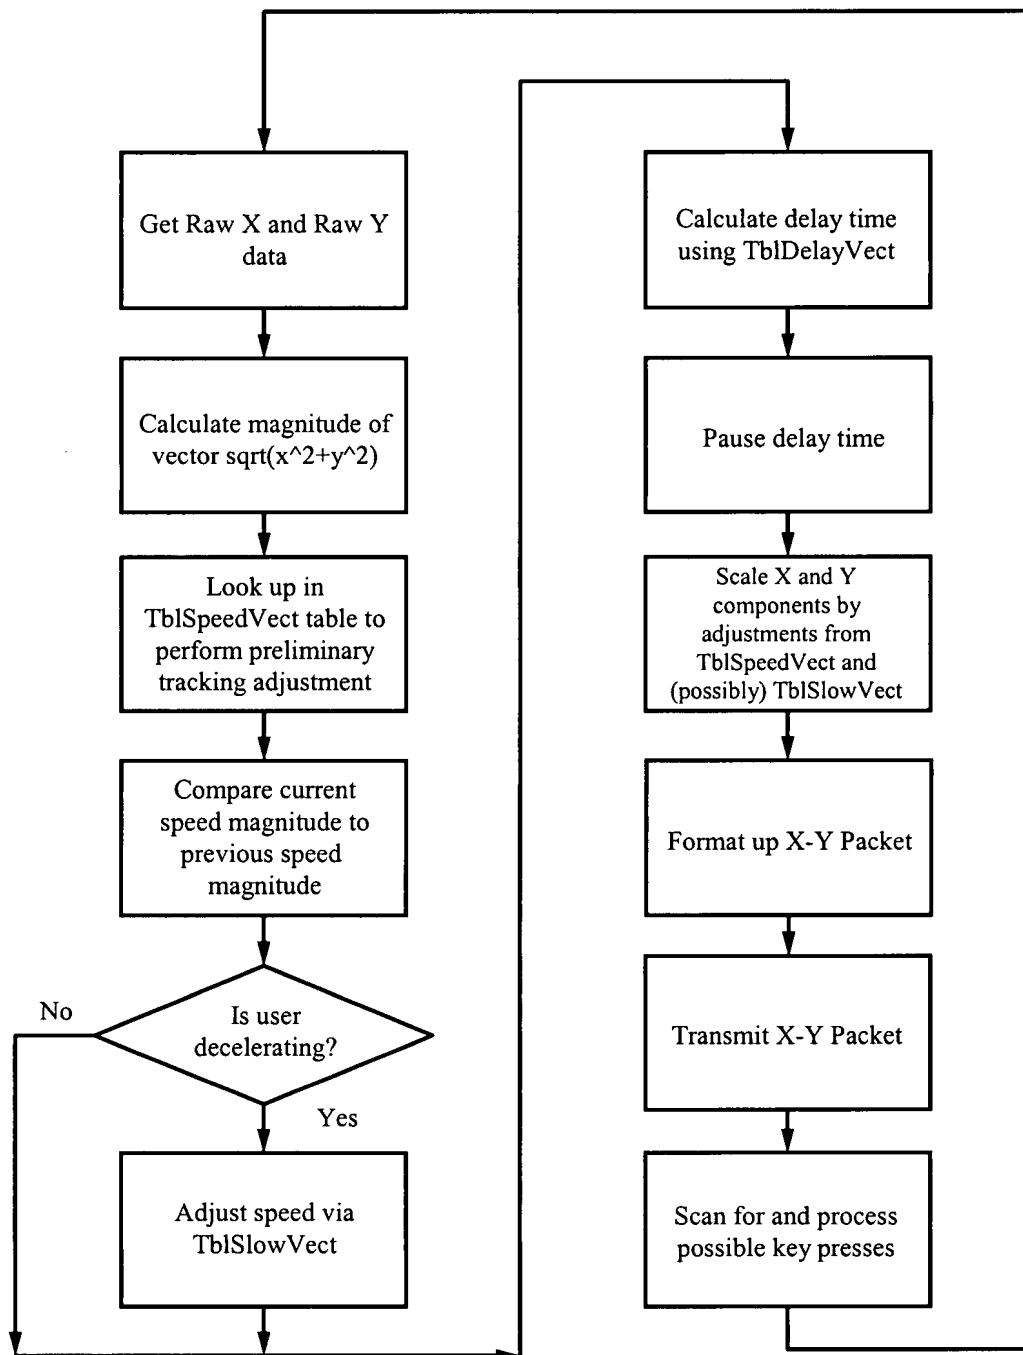 Get Raw X and Raw Y
data
Calculate magnitude of
vector sqrt(x^2+y^2)
Look up in
TblSpeedVect table to
perform preliminary
tracking adjustment
Compare current
speed magnitude to
previous speed
magnitude
No
Is user
decelerating?
Yes
Adjust speed via
TblSlowVect
Calculate delay time
using TblDelayVect
Pause delay time
Scale X and Y
components by
adjustments from
TblSpeedVect and
(possibly) TblSlowVect
Format up X-Y Packet
Transmit X-Y Packet
Scan for and process
possible key presses